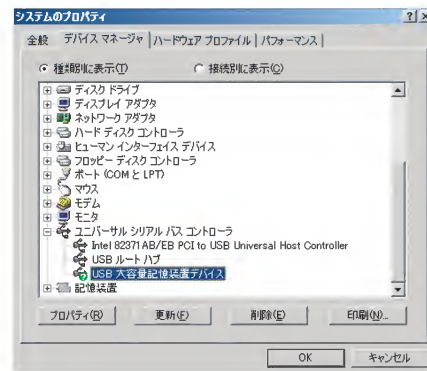 システムのプロパティ
全般 デバイス マネージャ ハードウェア プロファイル パフォーマンス
種類別に表示(T) 接続別に表示(C)
ディスク ドライブ
ディスプレイ アダプタ
ネットワーク アダプタ
ハード ディスク コントローラ
ヒューマン インターフェイス デバイス
フロッピー ディスク コントローラ
ポート (COM と LPT)
マウス
モデム
モニタ
ユニバーサル シリアル バス コントローラ
Intel 82371AB/EB PCI to USB Universal Host Controller
USB ルート ハブ
USB 大容量記憶装置デバイス
記憶装置
プロパティ(R) 更新(F) 削除(E) 印刷(N)...
OK キャンセル